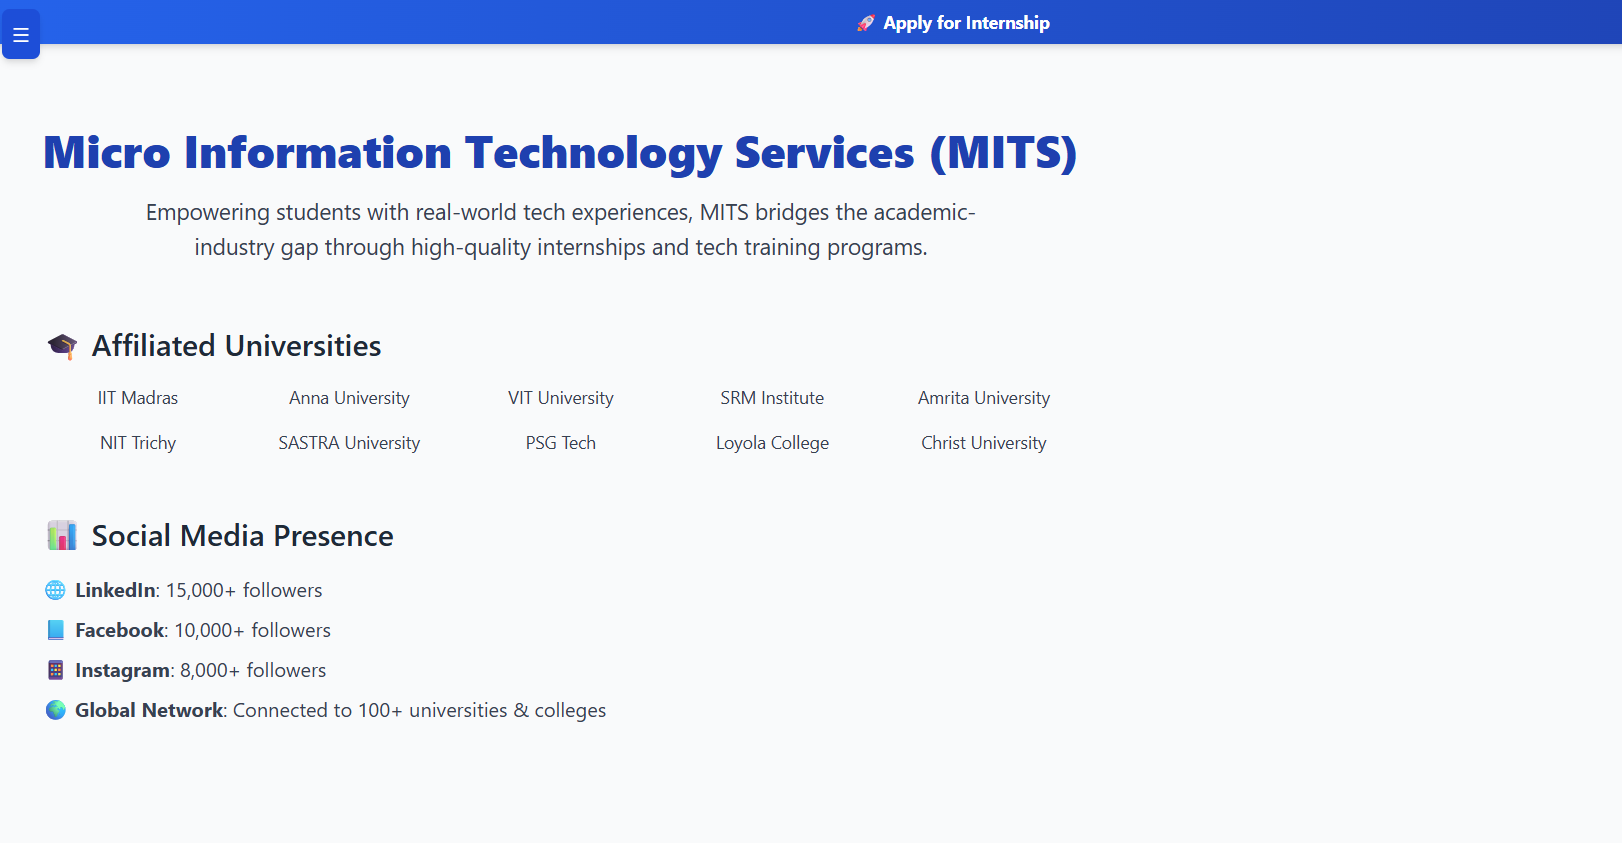 🚀 Apply for Internship
Micro Information Technology Services (MITS)
Empowering students with real-world tech experiences, MITS bridges the academic-
industry gap through high-quality internships and tech training programs.
🎓 Affiliated Universities
IIT Madras Anna University VIT University SRM Institute Amrita University
NIT Trichy SASTRA University PSG Tech Loyola College Christ University
📊 Social Media Presence
🌐 LinkedIn: 15,000+ followers
📘 Facebook: 10,000+ followers
📱 Instagram: 8,000+ followers
🌍 Global Network: Connected to 100+ universities & colleges